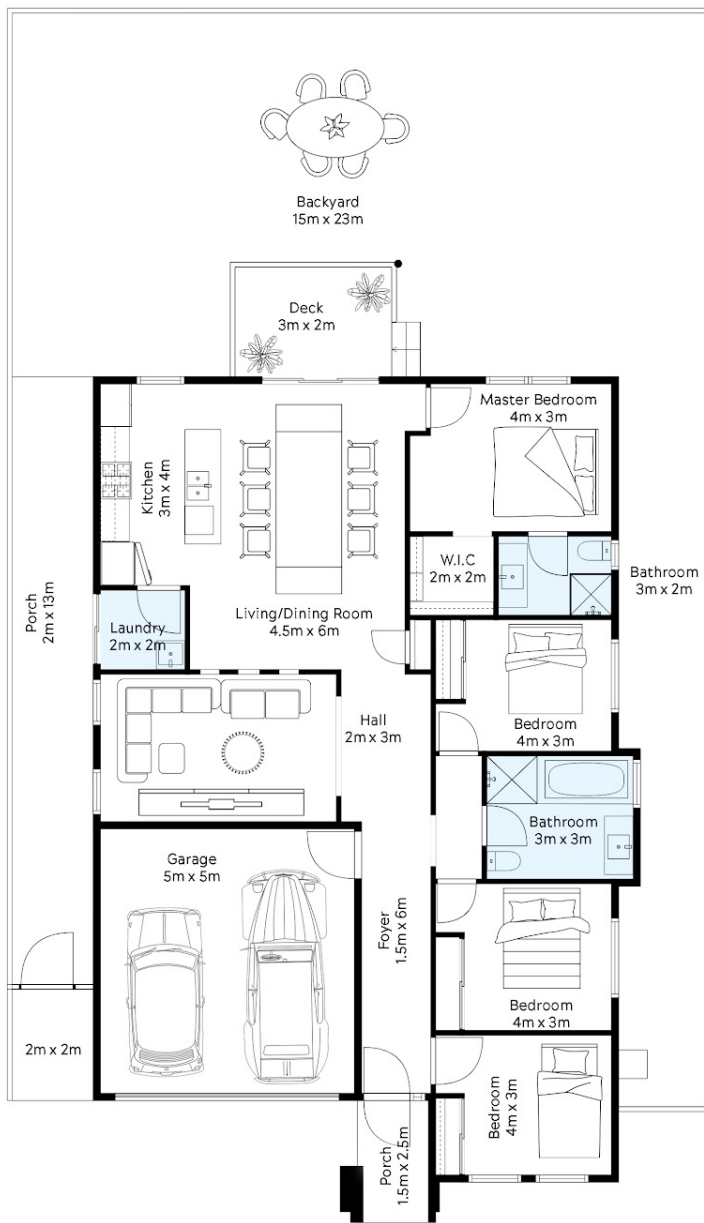 Backyard
15m x 23m
Deck
3m x 2m
Master Bedroom
4m x 3m
Kitchen
3m x 4m
W.I.C
2m x 2m
Bathroom
3m x 2m
Porch
2m x 13m
Laundry
2m x 2m
Living/Dining Room
4.5m x 6m
Hall
2m x 3m
Bedroom
4m x 3m
Bathroom
3m x 3m
Garage
5m x 5m
Foyer
1.5m x 6m
Bedroom
4m x 3m
2m x 2m
Bedroom
4m x 3m
Porch
1.5m x 2.5m